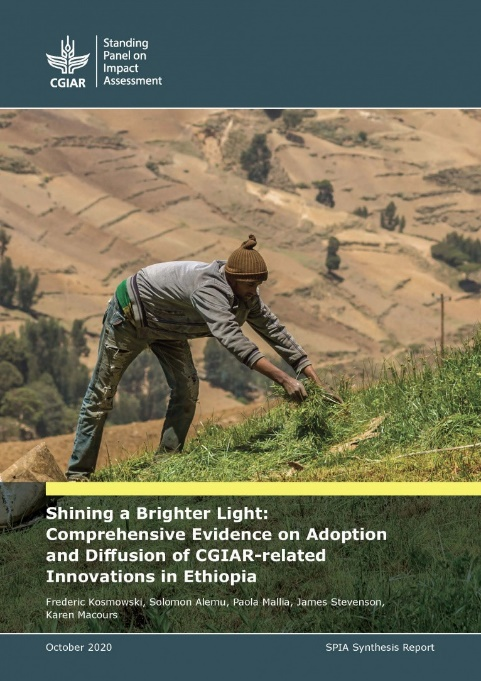 CGIAR
Standing
Panel on
Impact
Assessment
Shining a Brighter Light:
Comprehensive Evidence on Adoption
and Diffusion of CGIAR-related
Innovations in Ethiopia
Frederic Kosmowski, Solomon Alemu, Paola Mallia, James Stevenson,
Karen Macours
October 2020
SPIA Synthesis Report